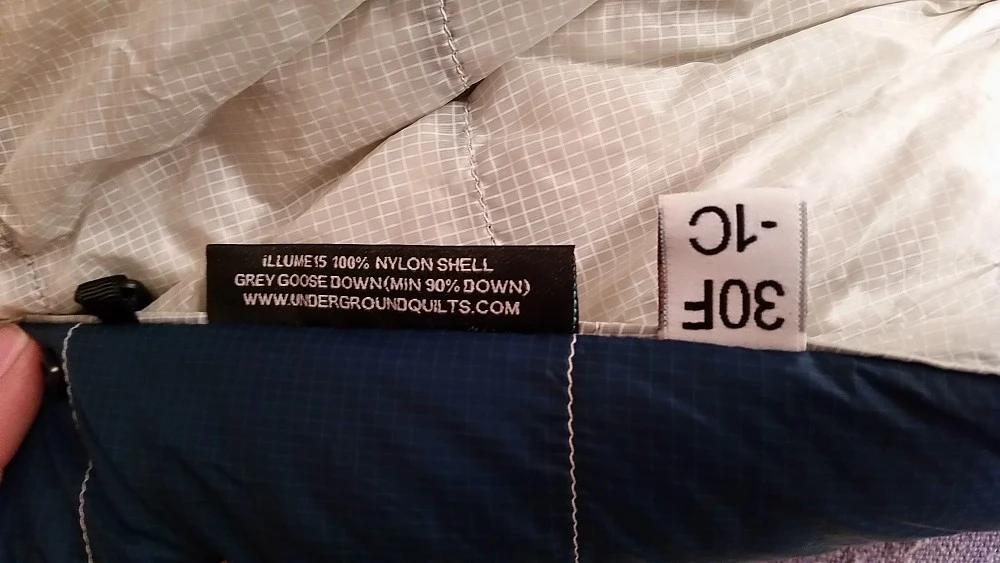 iLLUME15 100% NYLON SHELL
GREY GOOSE DOWN(MIN 90% DOWN)
WWW.UNDERGROUNDQUILTS.COM
30F
-1C